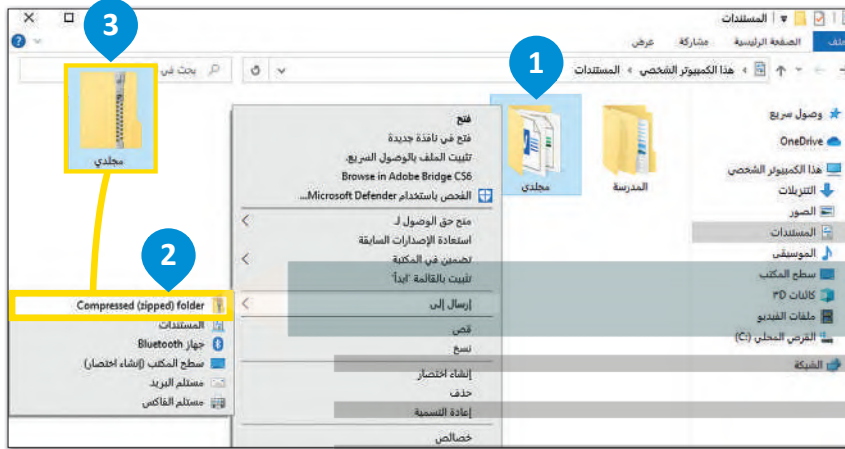 المستندات
الصفحة الرئيسية
مشاركة
عرض
هذا الكمبيوتر الشخصي
المستندات
بحث في
3
1
2
مجلدي
مجلدي
المدرسة
وصول سريع
OneDrive
هذا الكمبيوتر الشخصي
التنزيلات
الصور
المستندات
الموسيقى
سطح المكتب
كائنات ٣D
ملفات الفيديو
القرص المحلي (C:)
الشبكة
فتح
فتح في نافذة جديدة
تثبيت الملف بالوصول السريع.
Browse in Adobe Bridge CS6
الفحص باستخدام Microsoft Defender...
منح حق الوصول لـ
استعادة الإصدارات السابقة
تضمين في المكتبة
تثبيت بالقائمة "ابدأ"
إرسال إلى
قص
نسخ
إنشاء اختصار
حذف
إعادة التسمية
خصائص
Compressed (zipped) folder
المستندات
جهاز Bluetooth
سطح المكتب (إنشاء اختصار)
مستلم البريد
مستلم الفاكس